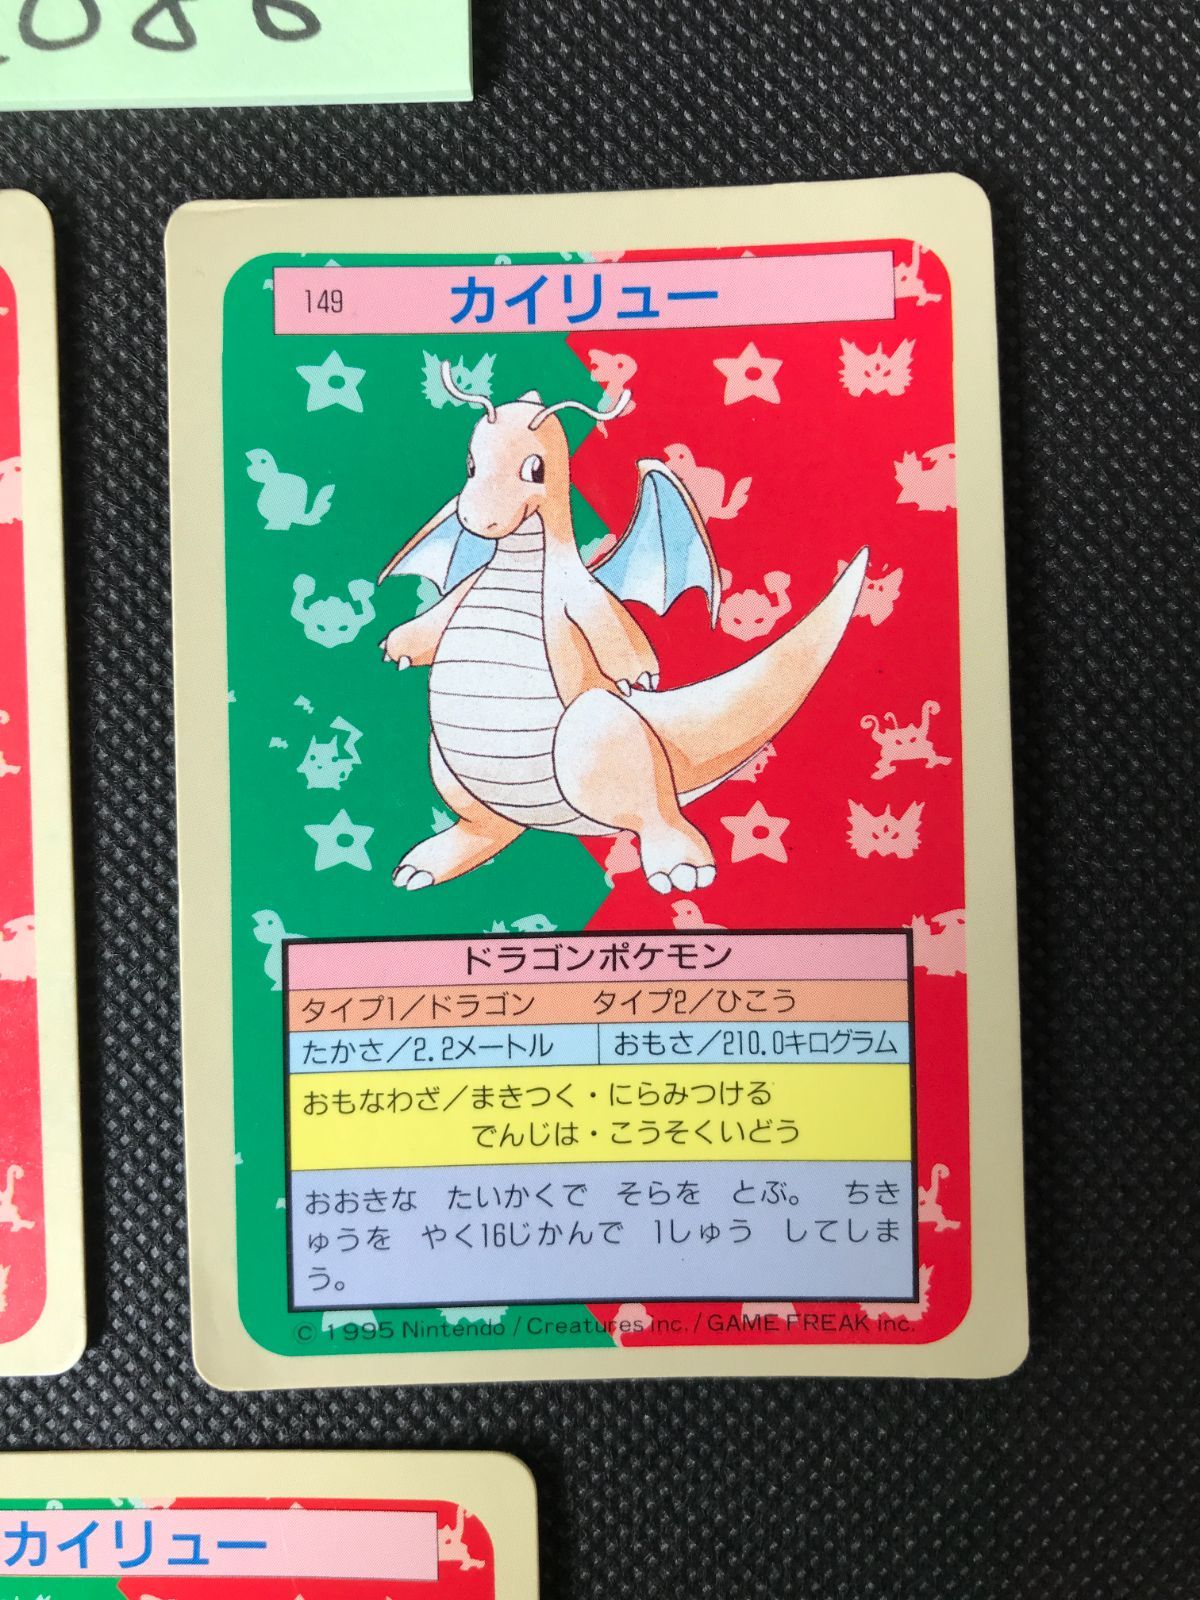 086
149 カイリュー
ドラゴンポケモン
タイプ1／ドラゴン タイプ2／ひこう
たかさ／2.2メートル おもさ／210.0キログラム
おもなわざ／まきつく・にらみつける
でんじは・こうそくいどう
おおきな たいかくで そらを とぶ。 ちき
ゅうを やく16じかんで 1しゅう してしま
う。
© 1995 Nintendo / Creatures inc. / GAME FREAK inc.
カイリュー